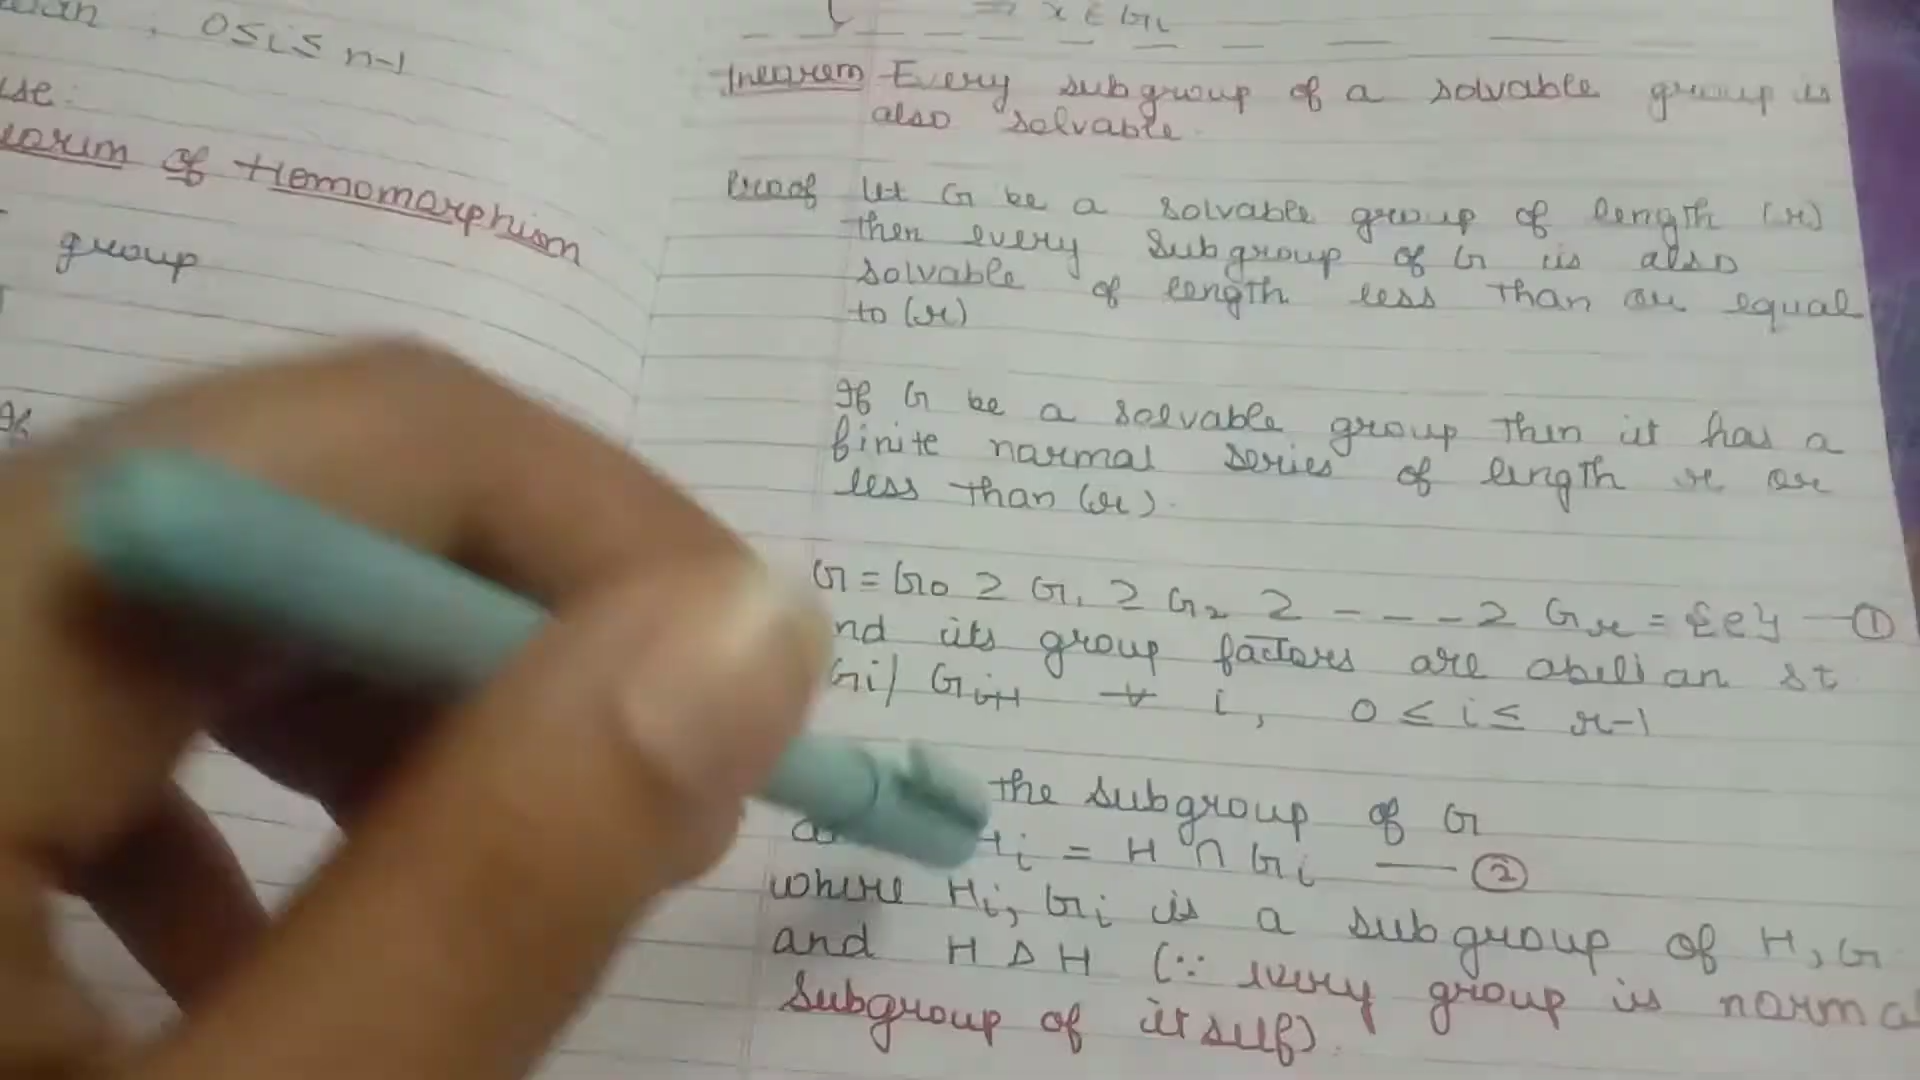 0≤i≤ n-1
of Homomorphism
group
⇒ x ∈ Gi
Theorem Every subgroup of a solvable group is
also solvable.
Proof let G be a solvable group of length (r)
then every Subgroup of G is also
solvable of length less than or equal
to (r)
If G be a solvable group then it has a
finite normal series of length r or
less than (r).
G = G0 ⊇ G1 ⊇ G2 ⊇ - - - - ⊇ Gr = {e} — ①
nd its group factors are abelian st
Gi/ Gi+1 ∀ i, 0 ≤ i ≤ r-1
the subgroup of G
Hi = H ∩ Gi — ②
where Hi, Gi is a subgroup of H, G
and H Δ H (∵ every group is norma
Subgroup of itself).